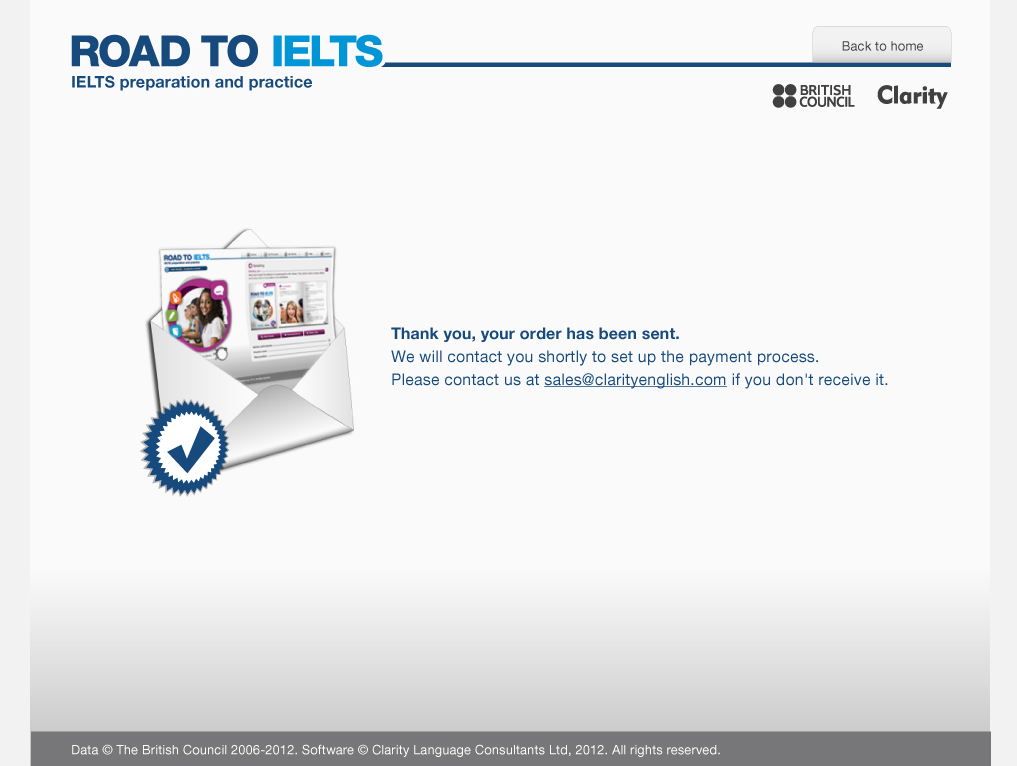 ROAD TO IELTS
IELTS preparation and practice
Back to home
BRITISH
COUNCIL
Clarity
ROAD TO IELTS
Thank you, your order has been sent.
We will contact you shortly to set up the payment process.
Please contact us at sales@clarityenglish.com if you don't receive it.
Data © The British Council 2006-2012. Software © Clarity Language Consultants Ltd, 2012. All rights reserved.